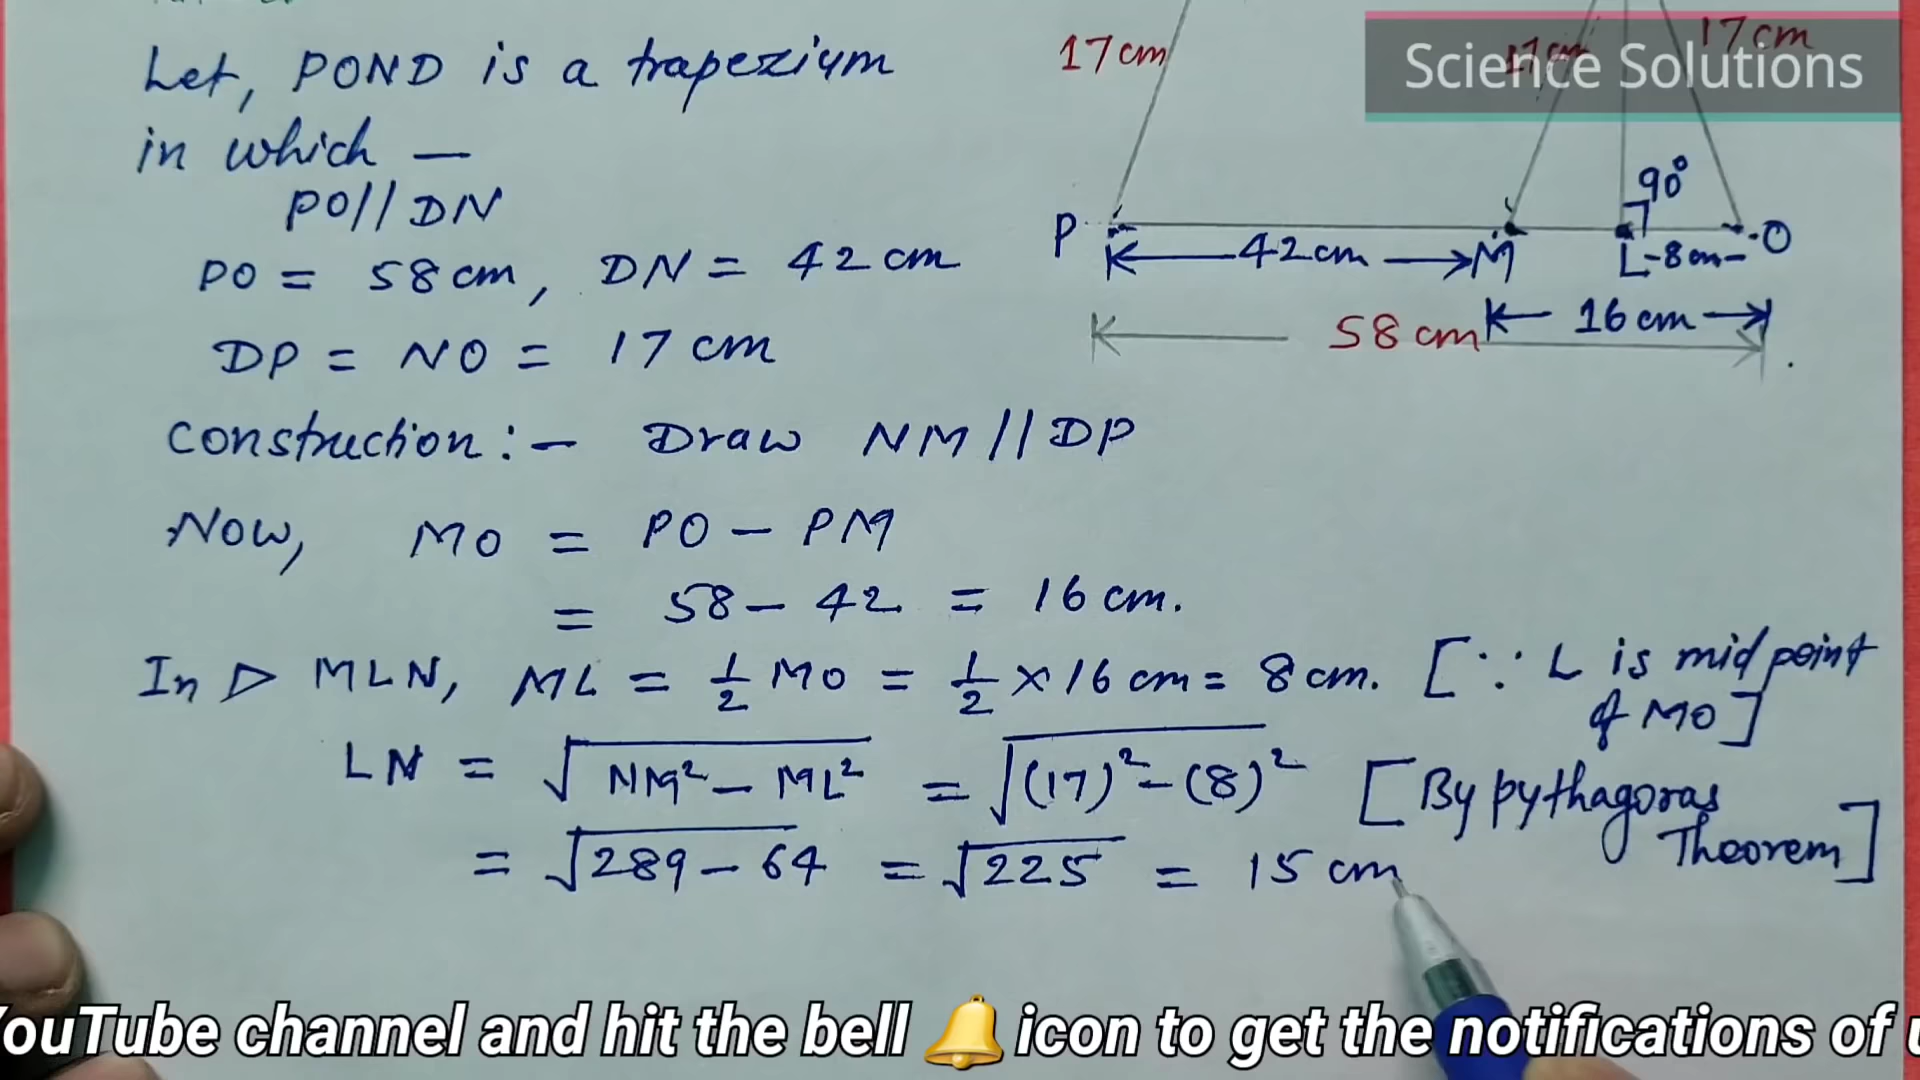 Let, POND is a trapezium
in which —
PO//DN
PO = 58 cm, DN = 42 cm
DP = NO = 17 cm
Construction:- Draw NM//DP
Now, MO = PO - PM
= 58 - 42 = 16 cm.
In ▷ MLN, ML = 1/2 MO = 1/2 × 16 cm = 8 cm. [∵ L is mid point
of MO]
LN = √NM² - ML² = √(17)² - (8)² [By pythagoras
Theorem]
= √289 - 64 = √225 = 15 cm
17 cm
17 cm
17 cm
Science Solutions
90°
P
42 cm
M
L
8 cm
O
58 cm
16 cm
YouTube channel and hit the bell 🔔 icon to get the notifications of